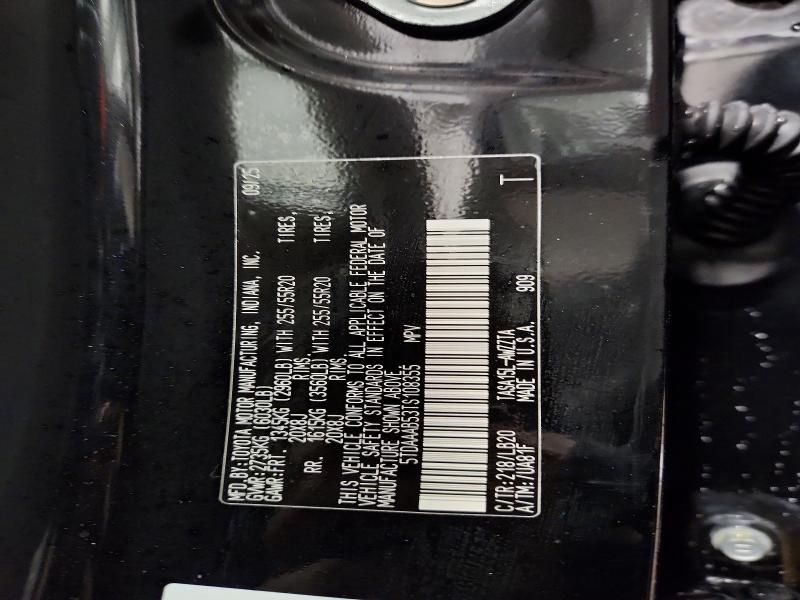 MFD.BY:TOYOTA MOTOR MANUFACTURING, INDIANA, INC. 09/25
GVWR:2735KG (6030LB)
GAWR:FRT. 1345KG (2960LB) WITH 255/55R20 TIRES,
20X8J RIMS.
RR. 1615KG (3560LB) WITH 255/55R20 TIRES,
20X8J RIMS.
THIS VEHICLE CONFORMS TO ALL APPLICABLE FEDERAL MOTOR
VEHICLE SAFETY STANDARDS IN EFFECT ON THE DATE OF
MANUFACTURE SHOWN ABOVE.
5TDAAAB53TS108355 MPV
C/TR:218/LB20 TASA15L-AWZZTA T
A/TM:/UA81F MADE IN U.S.A. 909